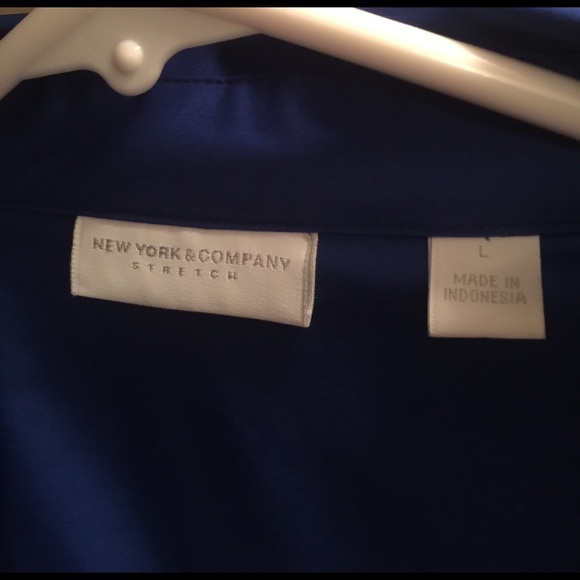 NEW YORK & COMPANY
STRETCH
L
MADE IN
INDONESIA